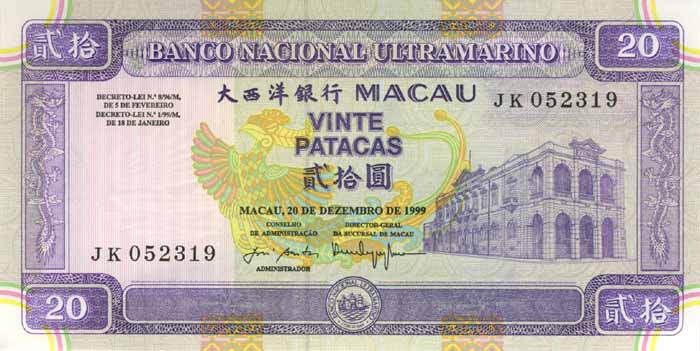 貳拾 BANCO NACIONAL ULTRAMARINO 20
大西洋銀行 MACAU
JK 052319
DECRETO-LEI N.º 8/96/M,
DE 5 DE FEVEREIRO
DECRETO-LEI N.º 1/99/M,
DE 18 DE JANEIRO
VINTE
PATACAS
貳拾圓
MACAU, 20 DE DEZEMBRO DE 1999
CONSELHO
DE ADMINISTRAÇÃO
DIRECTOR-GERAL
DA SUCURSAL DE MACAU
JK 052319
ADMINISTRADOR
20 貳拾